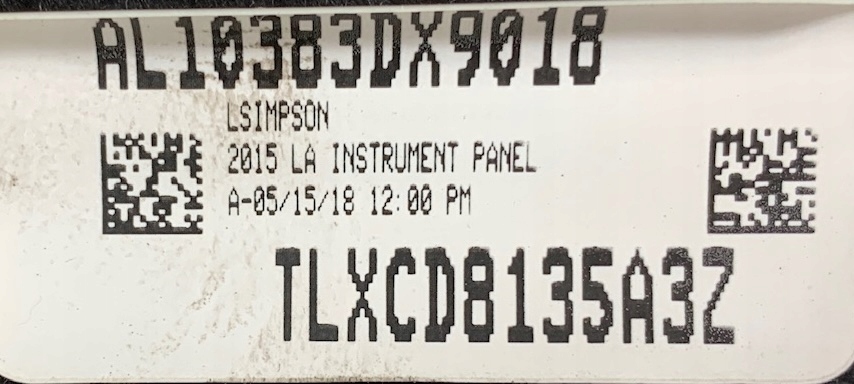 AL10383DX9018
LSIMPSON
2015 LA INSTRUMENT PANEL
A-05/15/18 12:00 PM
TLXCD8135A3Z